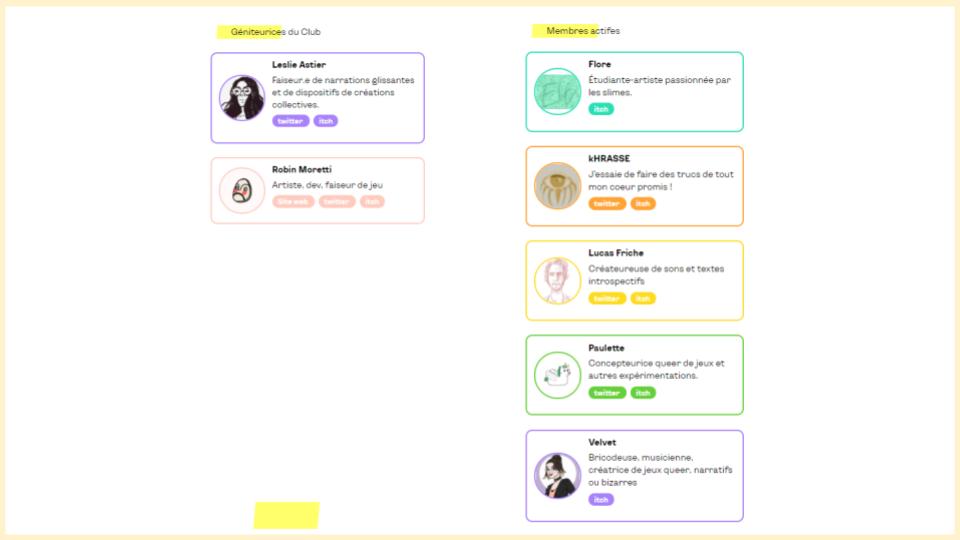 Géniteurices du Club
Leslie Astier
Faiseur.e de narrations glissantes
et de dispositifs de créations
collectives.
twitter itch
Robin Moretti
Artiste, dev, faiseur de jeu
Site web twitter itch
Membres actifes
Flore
Étudiante-artiste passionnée par
les slimes.
itch
kHRASSE
J'essaie de faire des trucs de tout
mon coeur promis !
twitter itch
Lucas Friche
Créateureuse de sons et textes
introspectifs
twitter itch
Paulette
Concepteurice queer de jeux et
autres expérimentations.
twitter itch
Velvet
Bricodeuse, musicienne,
créatrice de jeux queer, narratifs
ou bizarres
itch